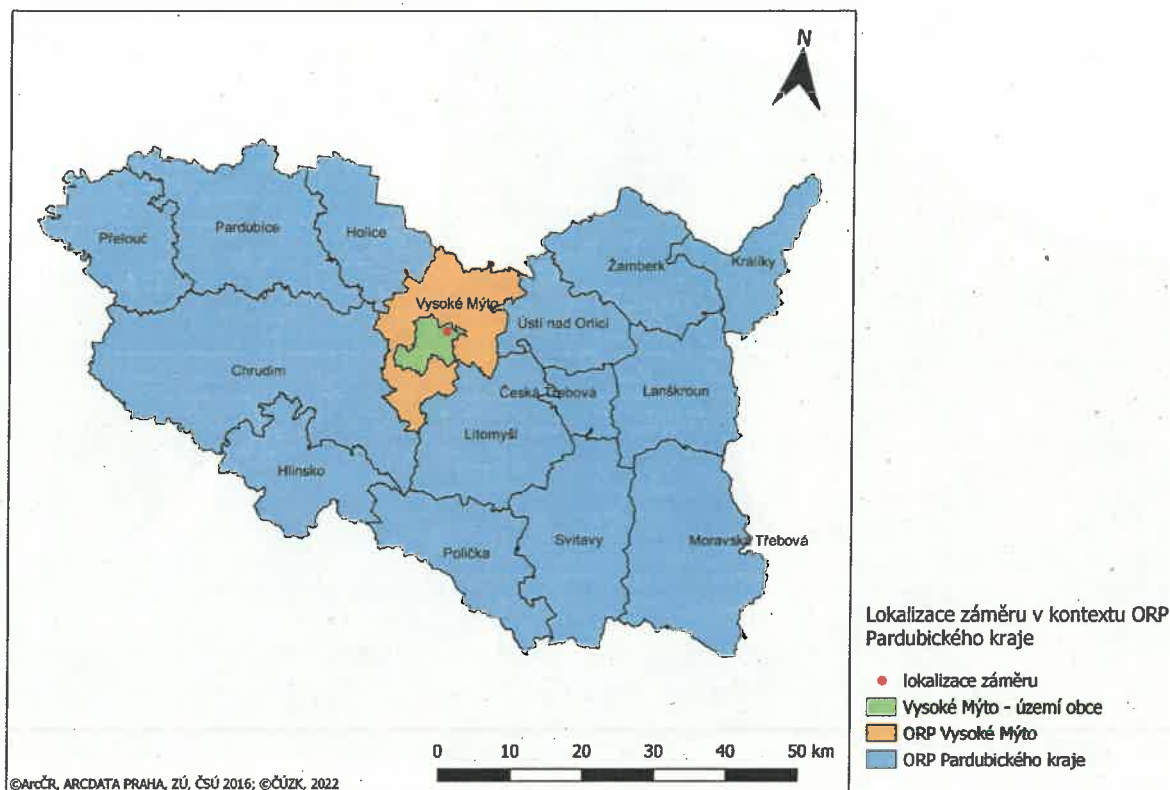 N
Přelouč
Pardubice
Holice
Žamberk
Králíky
Vysoké Mýto
Ústí nad Orlicí
Chrudim
Česká Třebová
Lanškroun
Litomyšl
Hlinsko
Svitavy
Moravská Třebová
Polička
Lokalizace záměru v kontextu ORP
Pardubického kraje
lokalizace záměru
Vysoké Mýto - území obce
ORP Vysoké Mýto
ORP Pardubického kraje
0 10 20 30 40 50 km
©ArcČR, ARCDATA PRAHA, ZÚ, ČSÚ 2016; ©ČÚZK, 2022